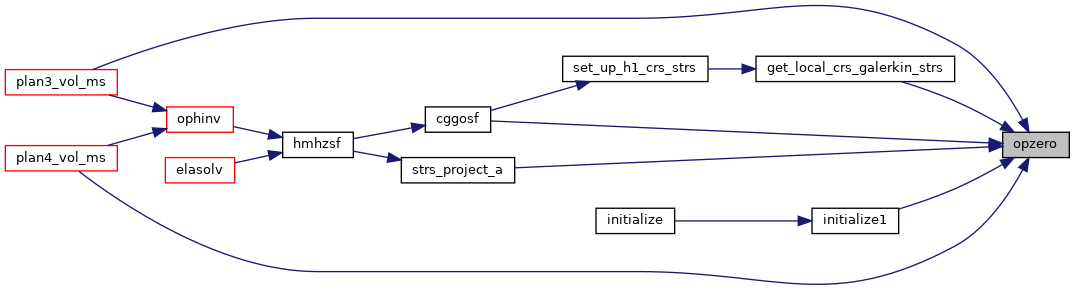 plan3_vol_ms
plan4_vol_ms
ophinv
elasolv
hmhzsf
cggosf
strs_project_a
set_up_h1_crs_strs
get_local_crs_galerkin_strs
initialize
initialize1
opzero